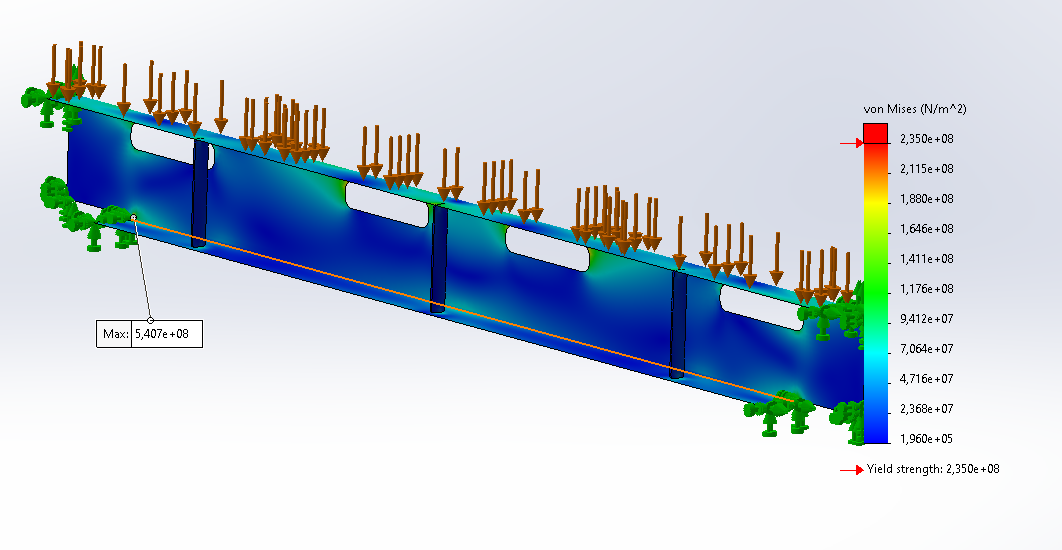 von Mises (N/m^2)
2,350e+08
2,115e+08
1,880e+08
1,646e+08
1,411e+08
1,176e+08
9,412e+07
7,064e+07
4,716e+07
2,368e+07
1,960e+05
Yield strength: 2,350e+08
Max: 5,407e+08